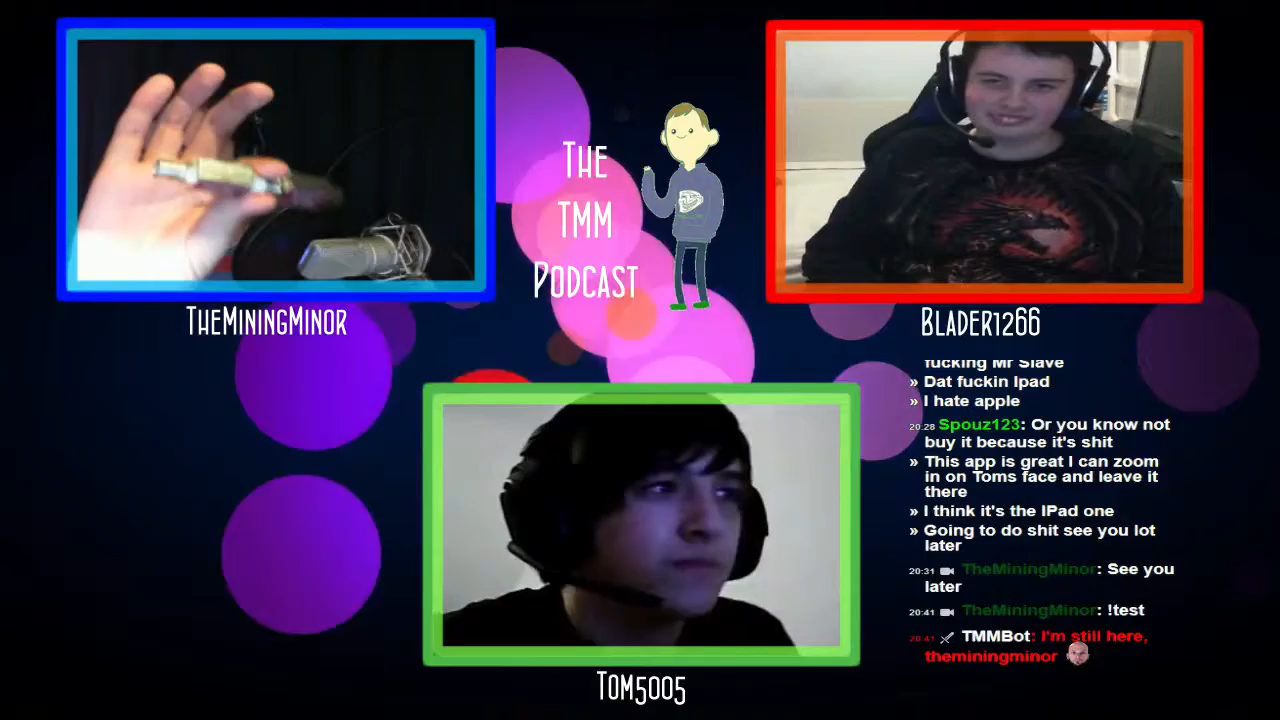 The
TMM
Podcast
TheMiningMinor
Blader1266
fucking Mr Slave
» Dat fuckin Ipad
» I hate apple
20:28 Spouz123: Or you know not
buy it because it's shit
» This app is great I can zoom
in on Toms face and leave it
there
» I think it's the IPad one
» Going to do shit see you lot
later
20:31 TheMiningMinor: See you
later
20:41 TheMiningMinor: !test
20:41 TMMBot: I'm still here,
theminingminor
Tom5005